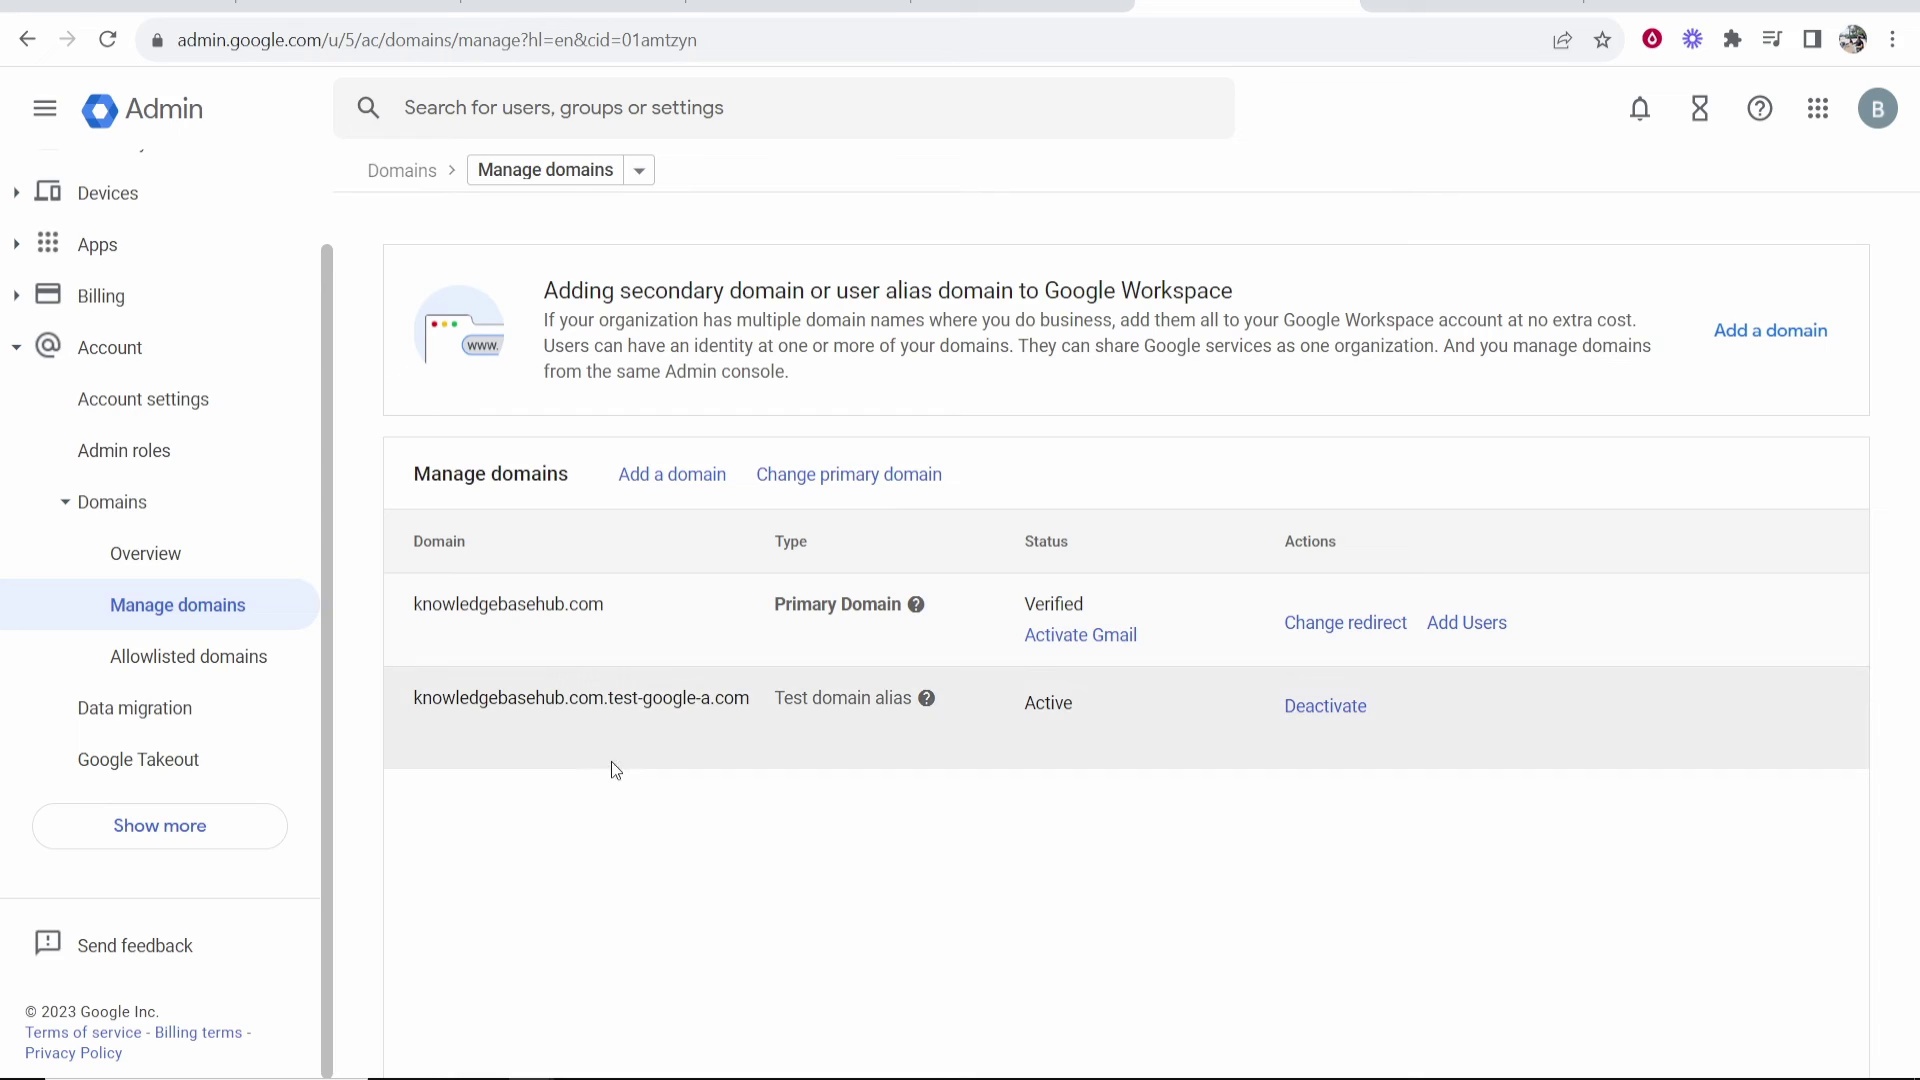 admin.google.com/u/5/ac/domains/manage?hl=en&cid=01amtzyn
Admin
Search for users, groups or settings
B
Domains
Manage domains
Devices
Apps
Billing
Account
Account settings
Admin roles
Domains
Overview
Manage domains
Allowlisted domains
Data migration
Google Takeout
Show more
Send feedback
© 2023 Google Inc.
Terms of service - Billing terms -
Privacy Policy
www.
Adding secondary domain or user alias domain to Google Workspace
If your organization has multiple domain names where you do business, add them all to your Google Workspace account at no extra cost.
Users can have an identity at one or more of your domains. They can share Google services as one organization. And you manage domains
from the same Admin console.
Add a domain
Manage domains Add a domain Change primary domain
Domain Type Status Actions
knowledgebasehub.com Primary Domain Verified
Activate Gmail
Change redirect Add Users
knowledgebasehub.com.test-google-a.com Test domain alias Active Deactivate